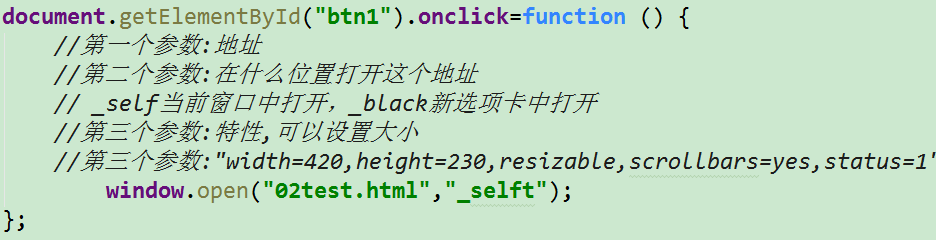 document.getElementById("btn1").onclick=function () {
//第一个参数:地址
//第二个参数:在什么位置打开这个地址
// _self当前窗口中打开，_black新选项卡中打开
//第三个参数:特性,可以设置大小
//第三个参数:"width=420,height=230,resizable,scrollbars=yes,status=1"
window.open("02test.html","_selft");
};